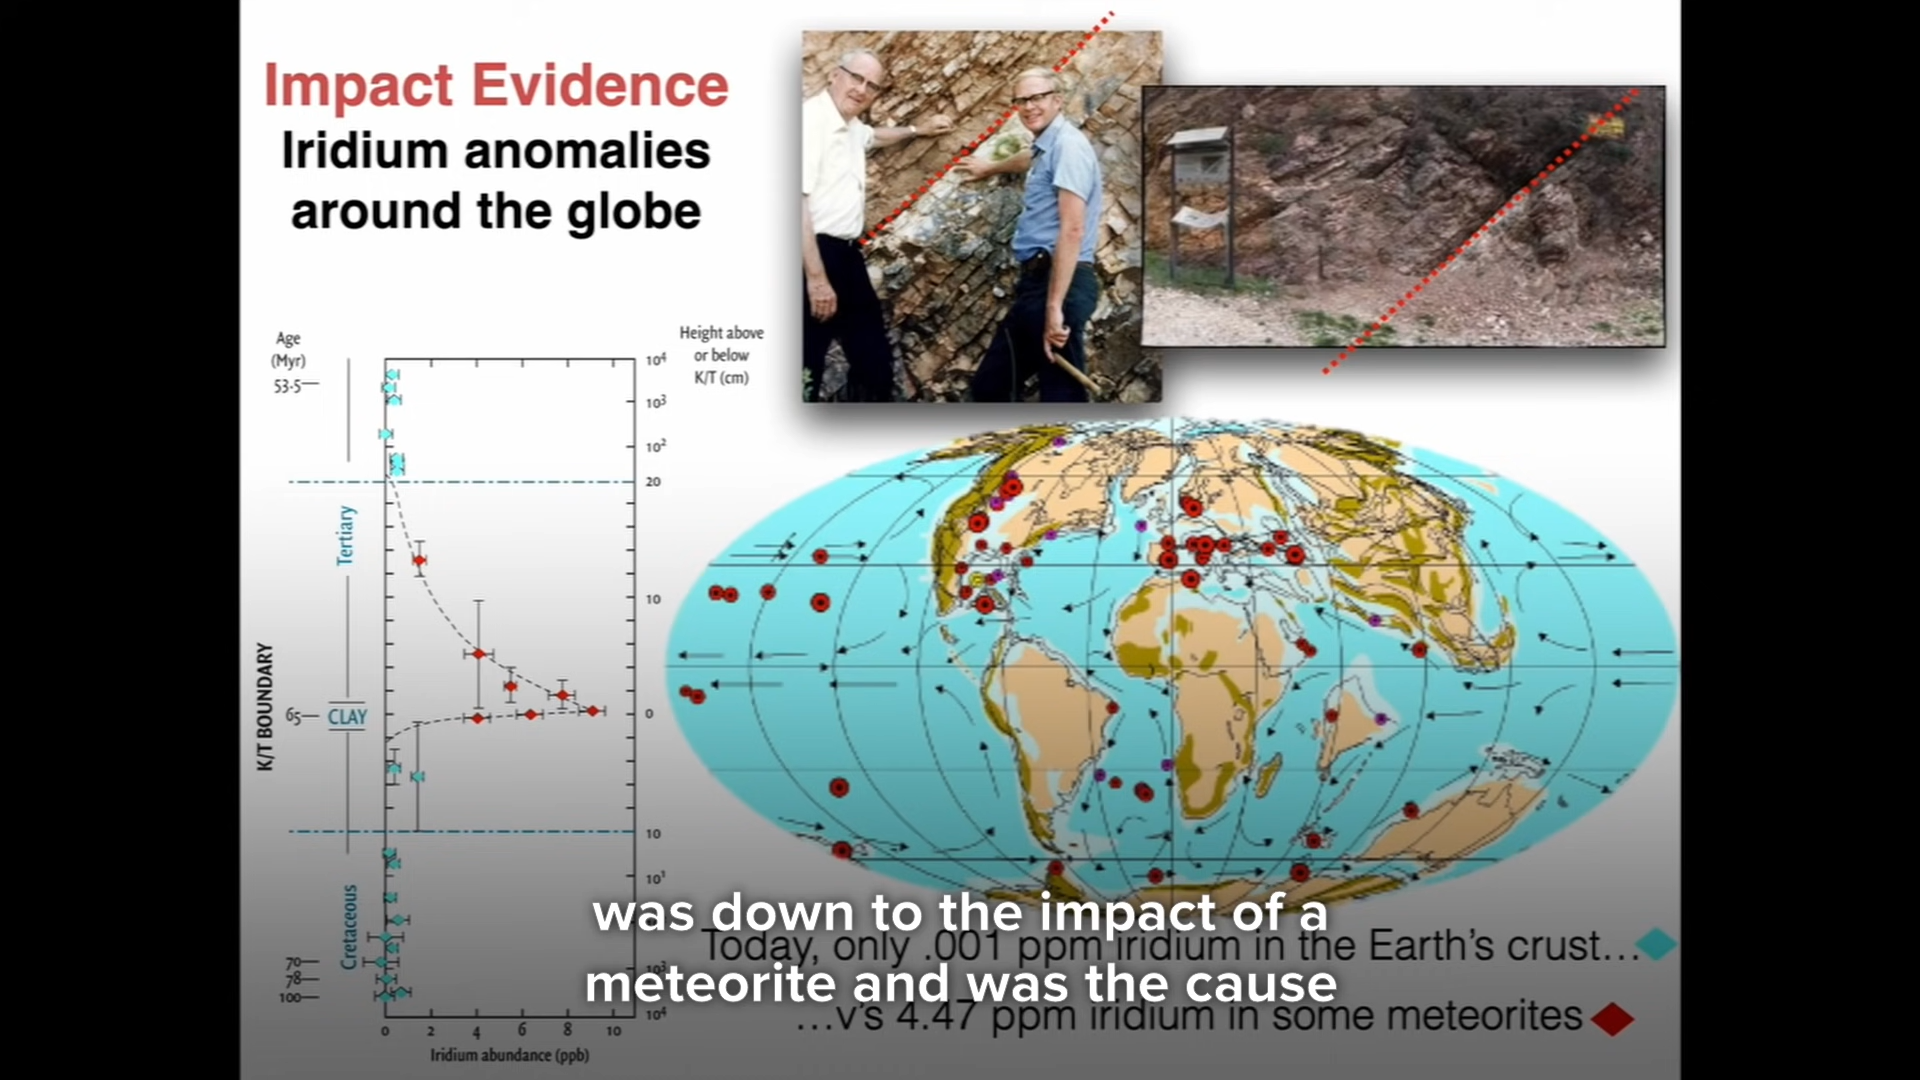 Impact Evidence
Iridium anomalies
around the globe
Age
(Myr)
53.5
Height above
or below
K/T (cm)
10⁴
10³
10²
20
10
0
10
10¹
10³
10⁴
Tertiary
K/T BOUNDARY
65
CLAY
Cretaceous
70
78
100
0 2 4 6 8 10
Iridium abundance (ppb)
was down to the impact of a
Today, only .001 ppm iridium in the Earth's crust...
meteorite and was the cause
...v's 4.47 ppm iridium in some meteorites